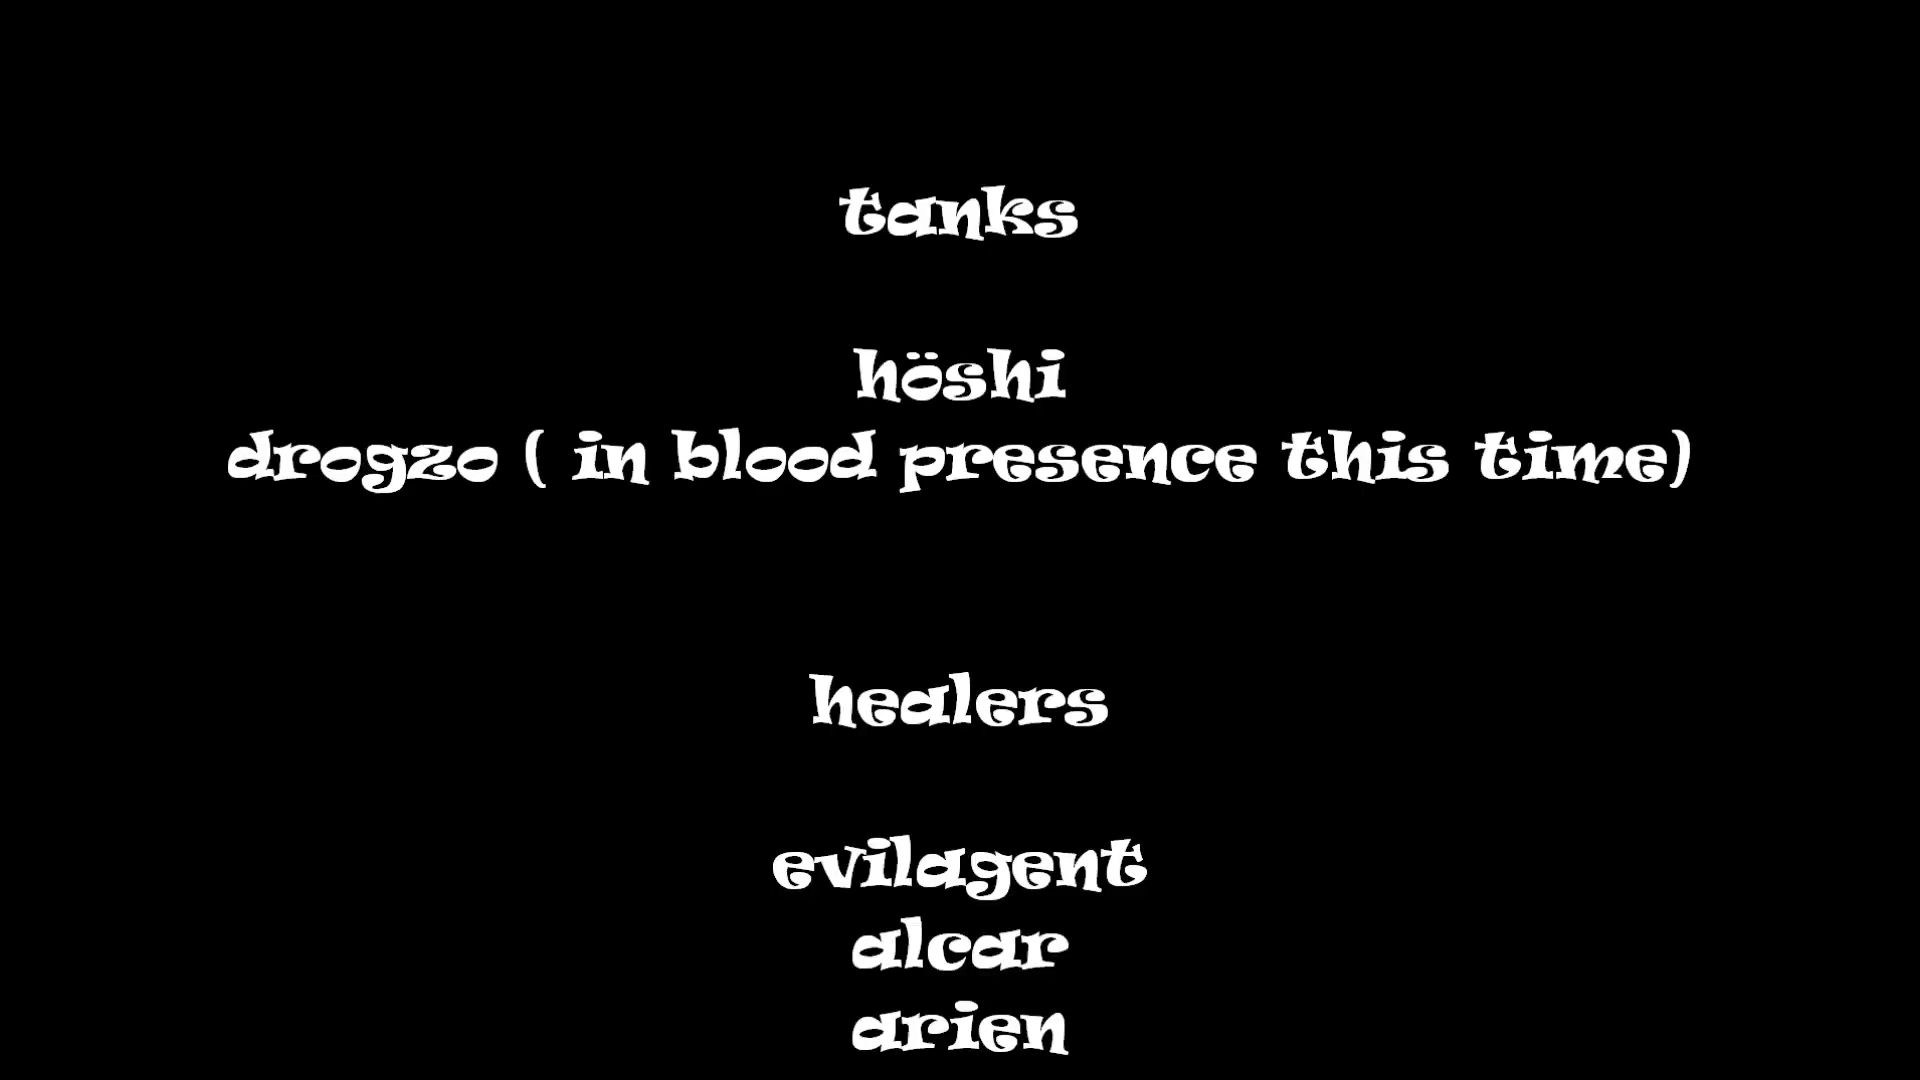 tanks
höshi
drogzo ( in blood presence this time)
healers
evilagent
alcar
arien